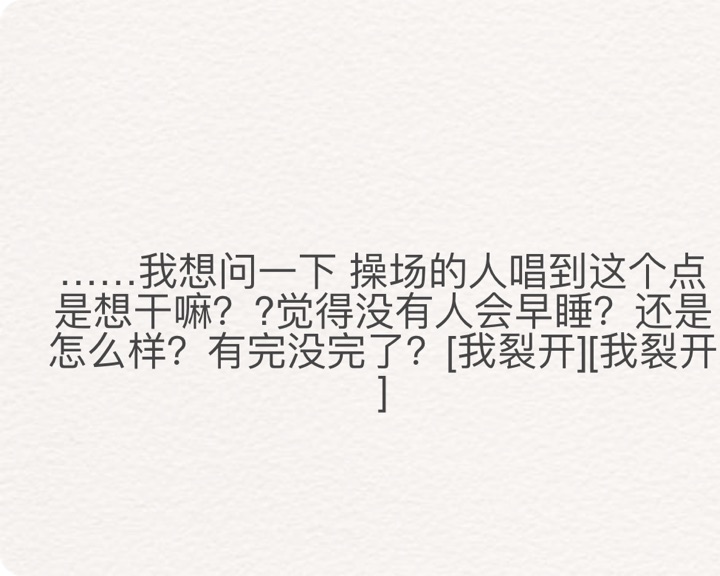 ……我想问一下 操场的人唱到这个点
是想干嘛？?觉得没有人会早睡？还是
怎么样？有完没完了？[我裂开][我裂开
]